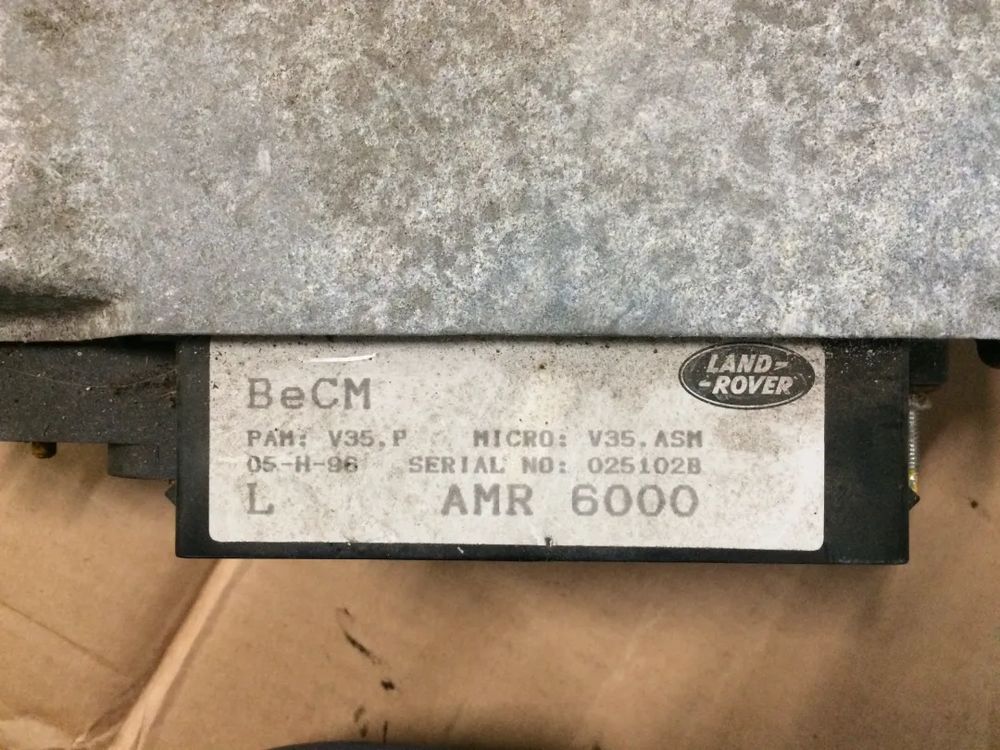 LAND-
-ROVER
BeCM
PAM: V35.P MICRO: V35.ASM
05-H-96 SERIAL NO: 025102B
L AMR 6000